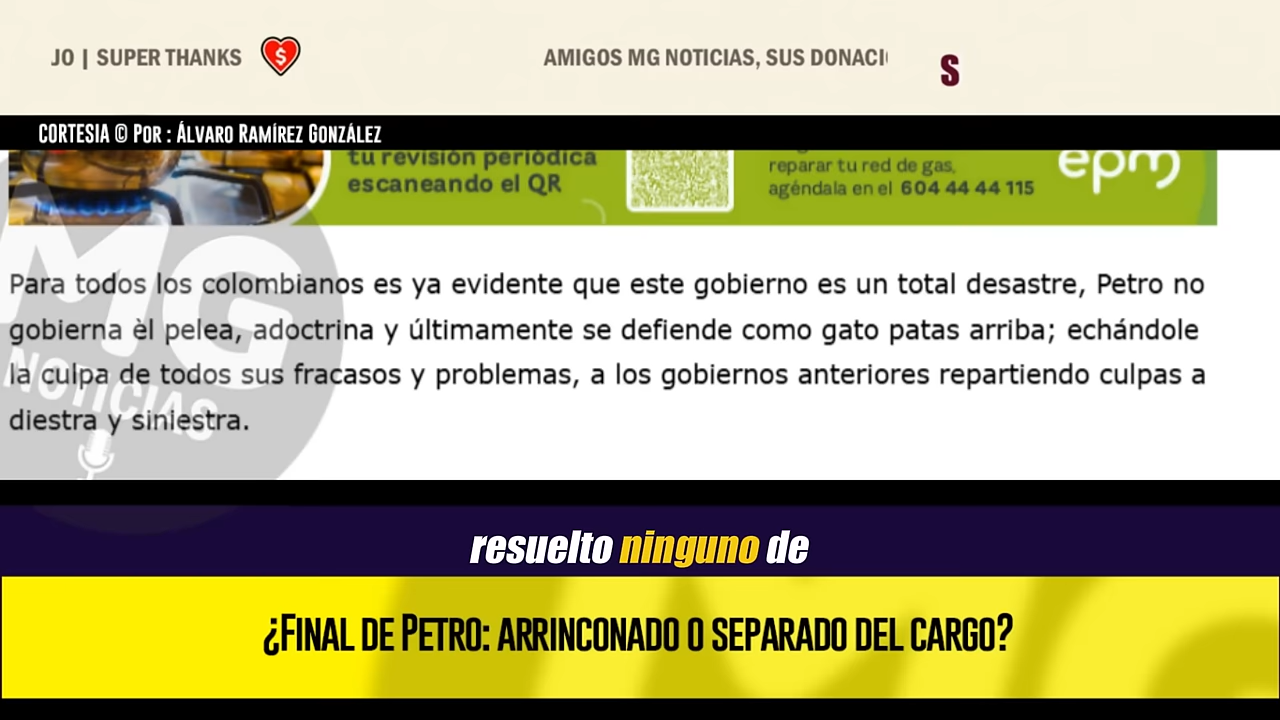 JO | SUPER THANKS $ AMIGOS MG NOTICIAS, SUS DONACI S
CORTESIA © Por : Álvaro Ramírez González
tu revisión periódica
escaneando el QR
reparar tu red de gas,
agéndala en el 604 44 44 115
epm
Para todos los colombianos es ya evidente que este gobierno es un total desastre, Petro no
gobierna èl pelea, adoctrina y últimamente se defiende como gato patas arriba; echándole
la culpa de todos sus fracasos y problemas, a los gobiernos anteriores repartiendo culpas a
diestra y siniestra.
MG
NOTICIAS
resuelto ninguno de
¿Final de Petro: arrinconado o separado del cargo?